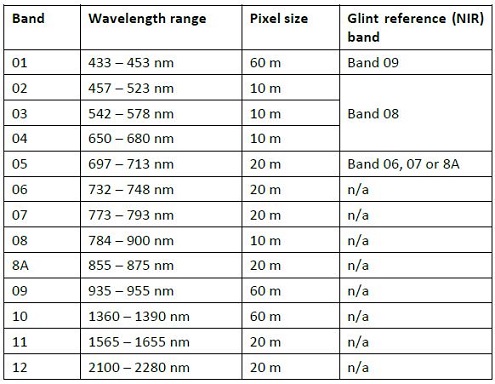 Band Wavelength range Pixel size Glint reference (NIR)
band
01 433 – 453 nm 60 m Band 09
02 457 – 523 nm 10 m
03 542 – 578 nm 10 m Band 08
04 650 – 680 nm 10 m
05 697 – 713 nm 20 m Band 06, 07 or 8A
06 732 – 748 nm 20 m n/a
07 773 – 793 nm 20 m n/a
08 784 – 900 nm 10 m n/a
8A 855 – 875 nm 20 m n/a
09 935 – 955 nm 60 m n/a
10 1360 – 1390 nm 60 m n/a
11 1565 – 1655 nm 20 m n/a
12 2100 – 2280 nm 20 m n/a